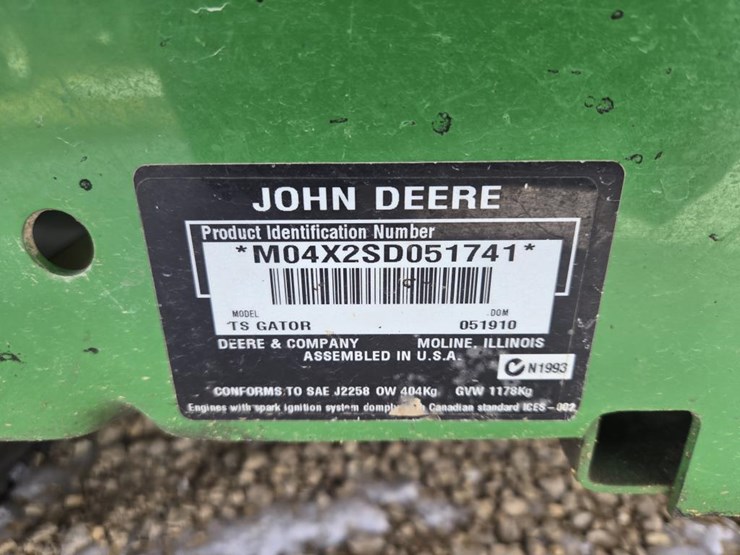 JOHN DEERE
Product Identification Number
*M04X2SD051741*
MODEL DOM
TS GATOR 051910
DEERE & COMPANY MOLINE, ILLINOIS
ASSEMBLED IN U.S.A.
N1993
CONFORMS:TO SAE J2258 OW 404Kg GVW 1178Kg
Engines with spark ignition system Canadian standard ICES-002